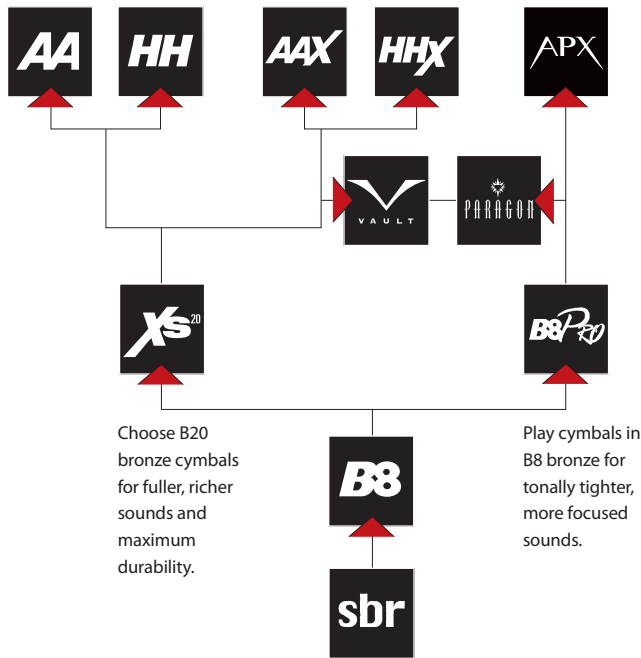 AA
HH
AAX
HHX
APX
VAULT
PARAGON
Xs20
B8PRO
Choose B20
bronze cymbals
for fuller, richer
sounds and
maximum
durability.
Play cymbals in
B8 bronze for
tonally tighter,
more focused
sounds.
B8
sbr